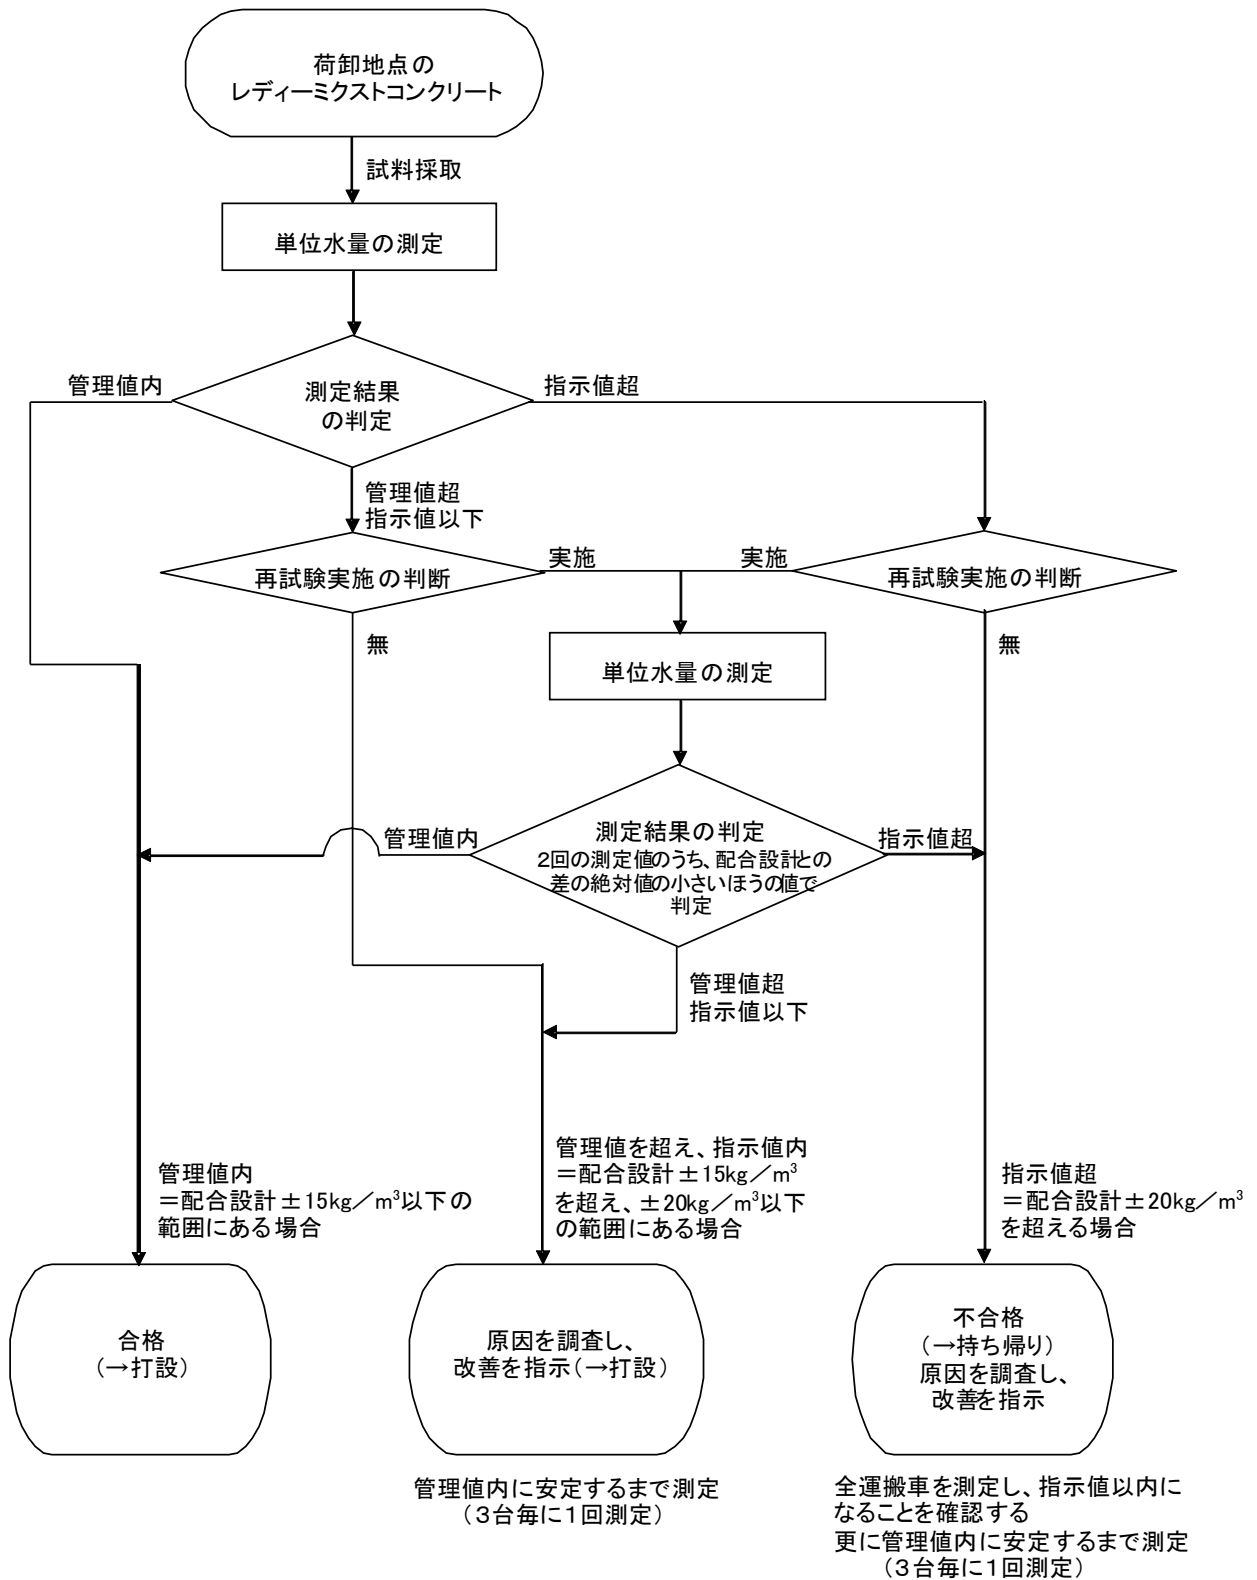 荷卸地点の
レディーミクストコンクリート
試料採取
単位水量の測定
管理値内
測定結果
の判定
指示値超
管理値超
指示値以下
再試験実施の判断
実施
実施
再試験実施の判断
無
単位水量の測定
無
管理値内
測定結果の判定
2回の測定値のうち、配合設計との
差の絶対値の小さいほうの値で
判定
指示値超
管理値超
指示値以下
管理値内
＝配合設計±15kg／m³以下の
範囲にある場合
管理値を超え、指示値内
＝配合設計±15kg／m³
を超え、±20kg／m³以下
の範囲にある場合
指示値超
＝配合設計±20kg／m³
を超える場合
合格
（→打設）
原因を調査し、
改善を指示（→打設）
不合格
（→持ち帰り）
原因を調査し、
改善を指示
管理値内に安定するまで測定
（３台毎に１回測定）
全運搬車を測定し、指示値以内に
なることを確認する
更に管理値内に安定するまで測定
（３台毎に１回測定）